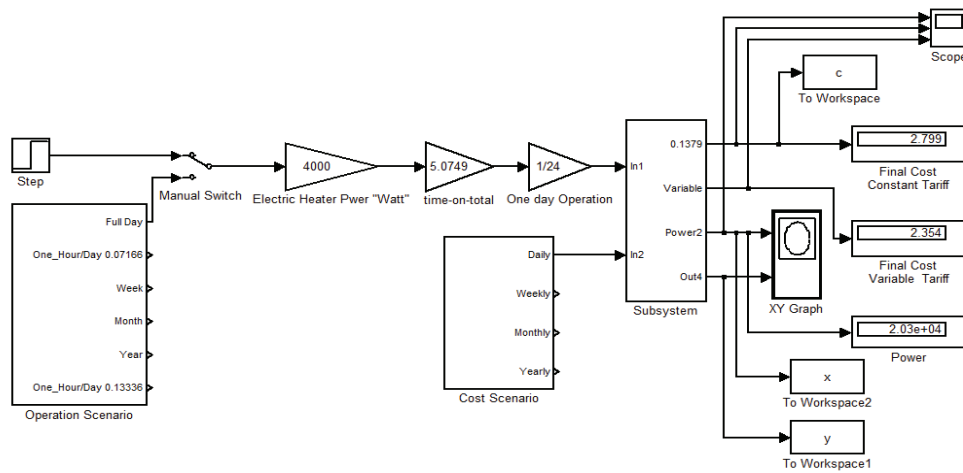 Step
Manual Switch
4000
Electric Heater Pwer "Watt"
5.0749
time-on-total
1/24
One day Operation
Full Day
One_Hour/Day 0.07166
Week
Month
Year
One_Hour/Day 0.13336
Operation Scenario
Daily
Weekly
Monthly
Yearly
Cost Scenario
In1
In2
0.1379
Variable
Power2
Out4
Subsystem
Scope
c
To Workspace
2.799
Final Cost
Constant Tariff
2.354
Final Cost
Variable Tariff
XY Graph
2.03e+04
Power
x
To Workspace2
y
To Workspace1